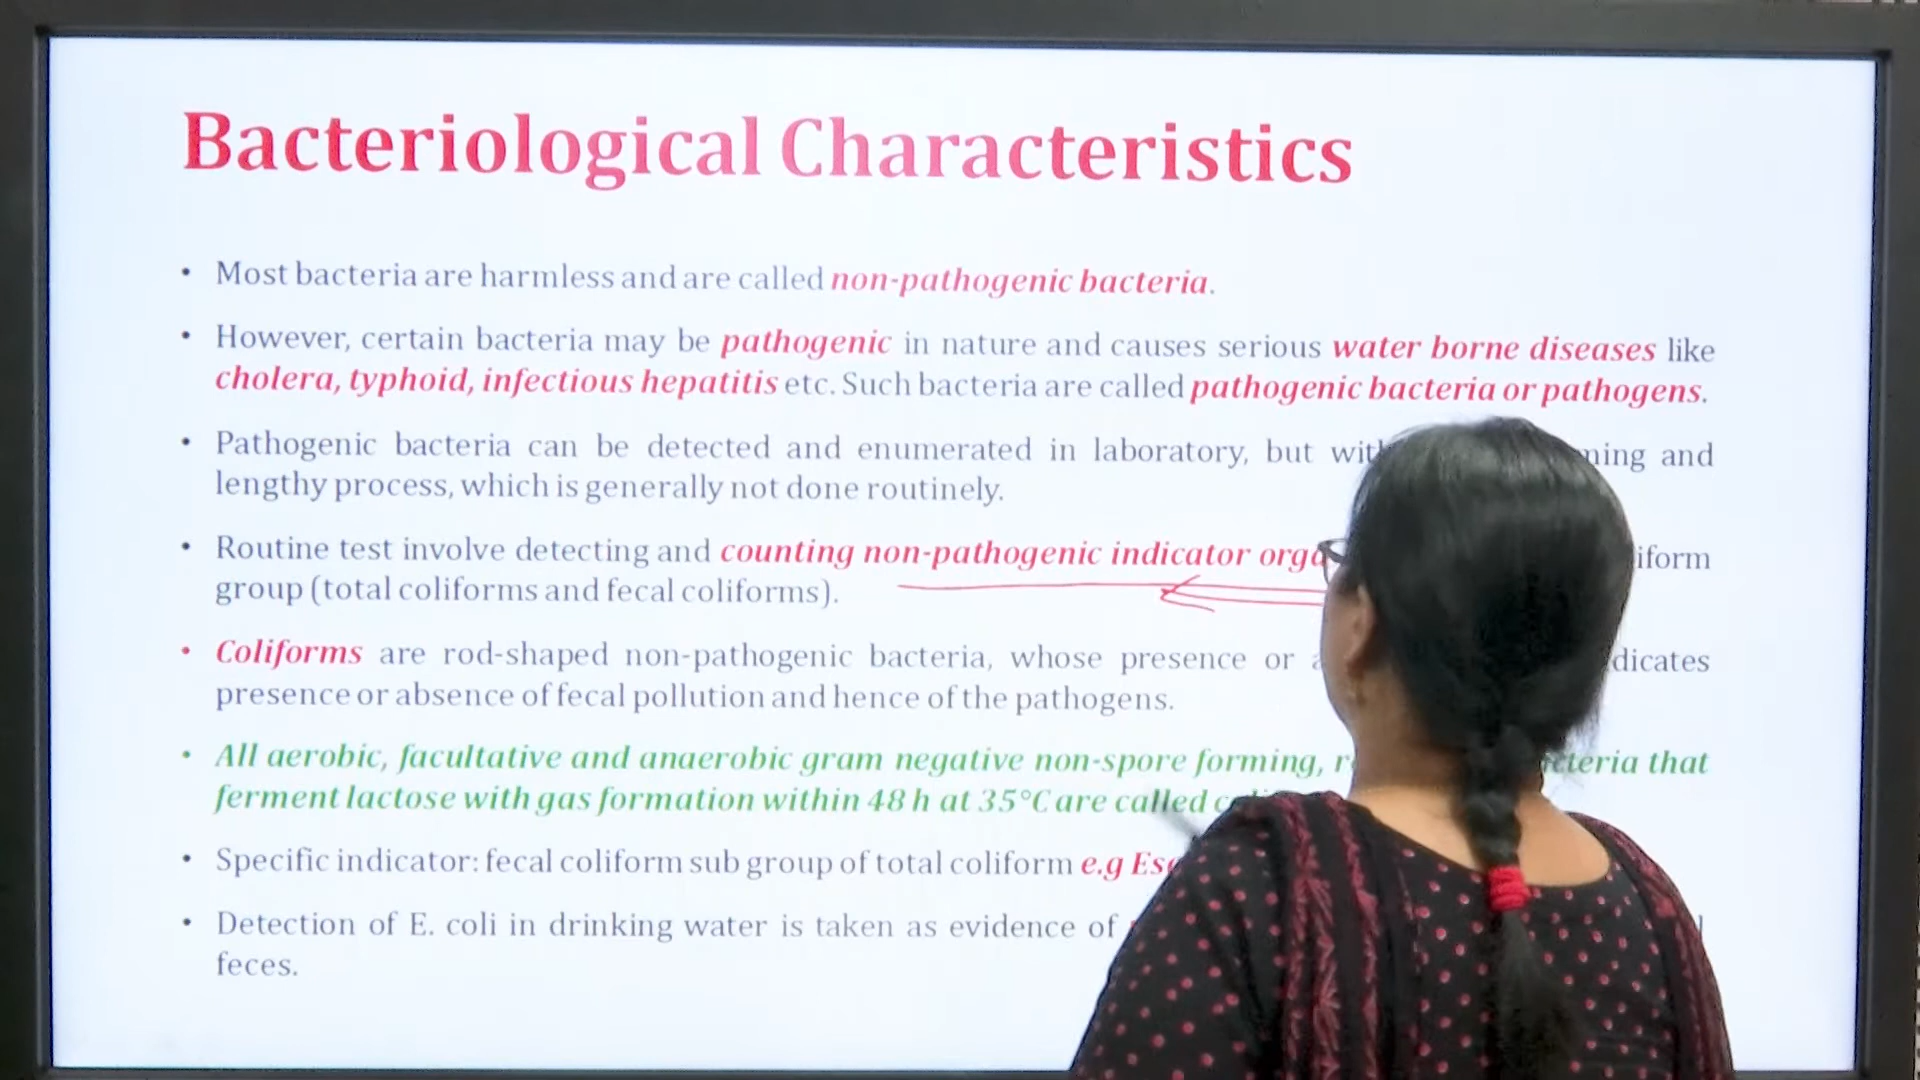 Bacteriological Characteristics
• Most bacteria are harmless and are called non-pathogenic bacteria.
• However, certain bacteria may be pathogenic in nature and causes serious water borne diseases like
cholera, typhoid, infectious hepatitis etc. Such bacteria are called pathogenic bacteria or pathogens.
• Pathogenic bacteria can be detected and enumerated in laboratory, but and
lengthy process, which is generally not done routinely.
• Routine test involve detecting and counting non-pathogenic indicator
group (total coliforms and fecal coliforms).
• Coliforms are rod-shaped non-pathogenic bacteria, whose presence or
presence or absence of fecal pollution and hence of the pathogens.
• All aerobic, facultative and anaerobic gram negative non-spore forming, that
ferment lactose with gas formation within 48 h at 35°C are called
• Specific indicator: fecal coliform sub group of total coliform e.g
• Detection of E. coli in drinking water is taken as evidence of
feces.